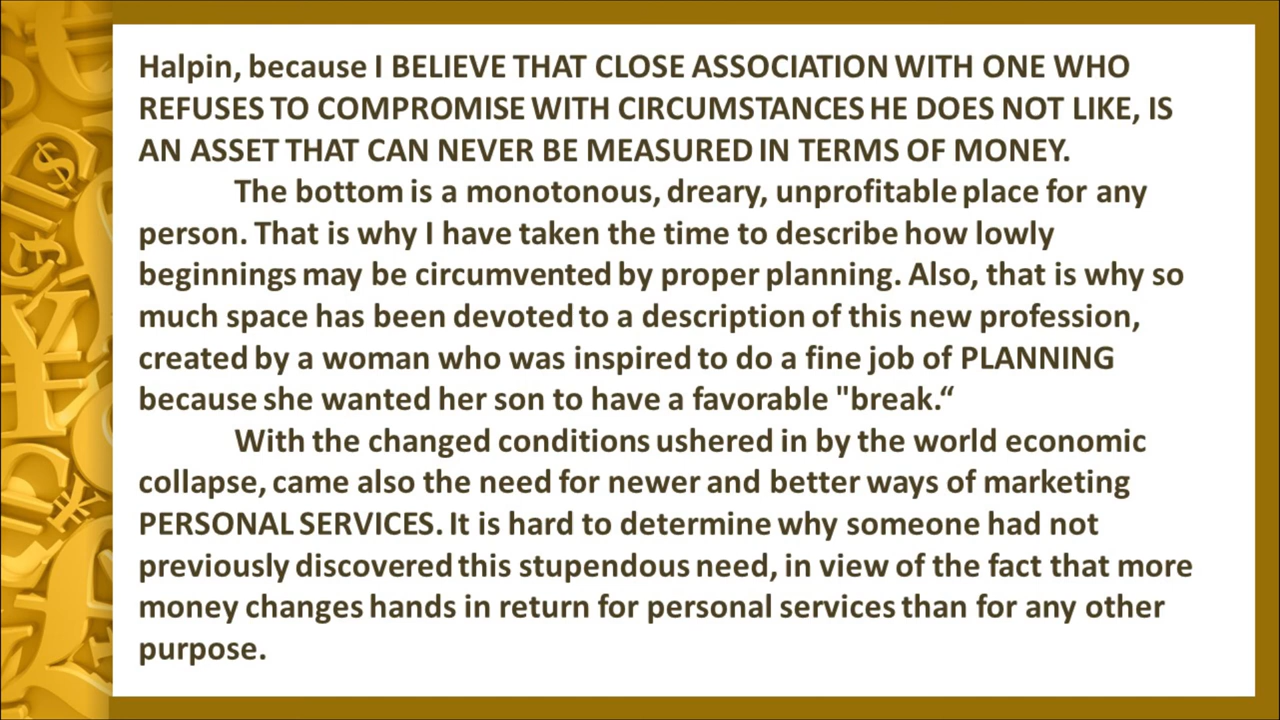 Halpin, because I BELIEVE THAT CLOSE ASSOCIATION WITH ONE WHO
REFUSES TO COMPROMISE WITH CIRCUMSTANCES HE DOES NOT LIKE, IS
AN ASSET THAT CAN NEVER BE MEASURED IN TERMS OF MONEY.
The bottom is a monotonous, dreary, unprofitable place for any
person. That is why I have taken the time to describe how lowly
beginnings may be circumvented by proper planning. Also, that is why so
much space has been devoted to a description of this new profession,
created by a woman who was inspired to do a fine job of PLANNING
because she wanted her son to have a favorable "break.“
With the changed conditions ushered in by the world economic
collapse, came also the need for newer and better ways of marketing
PERSONAL SERVICES. It is hard to determine why someone had not
previously discovered this stupendous need, in view of the fact that more
money changes hands in return for personal services than for any other
purpose.